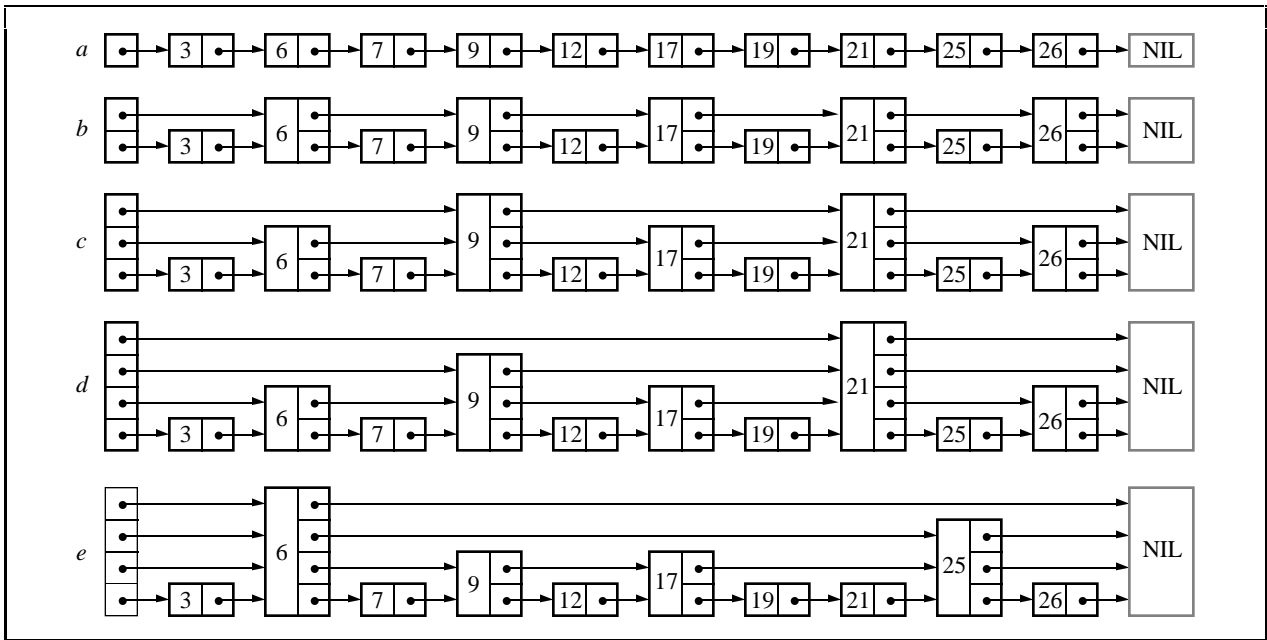 a 3 6 7 9 12 17 19 21 25 26 NIL
b 3 6 7 9 12 17 19 21 25 26 NIL
c 3 6 7 9 12 17 19 21 25 26 NIL
d 3 6 7 9 12 17 19 21 25 26 NIL
e 3 6 7 9 12 17 19 21 25 26 NIL